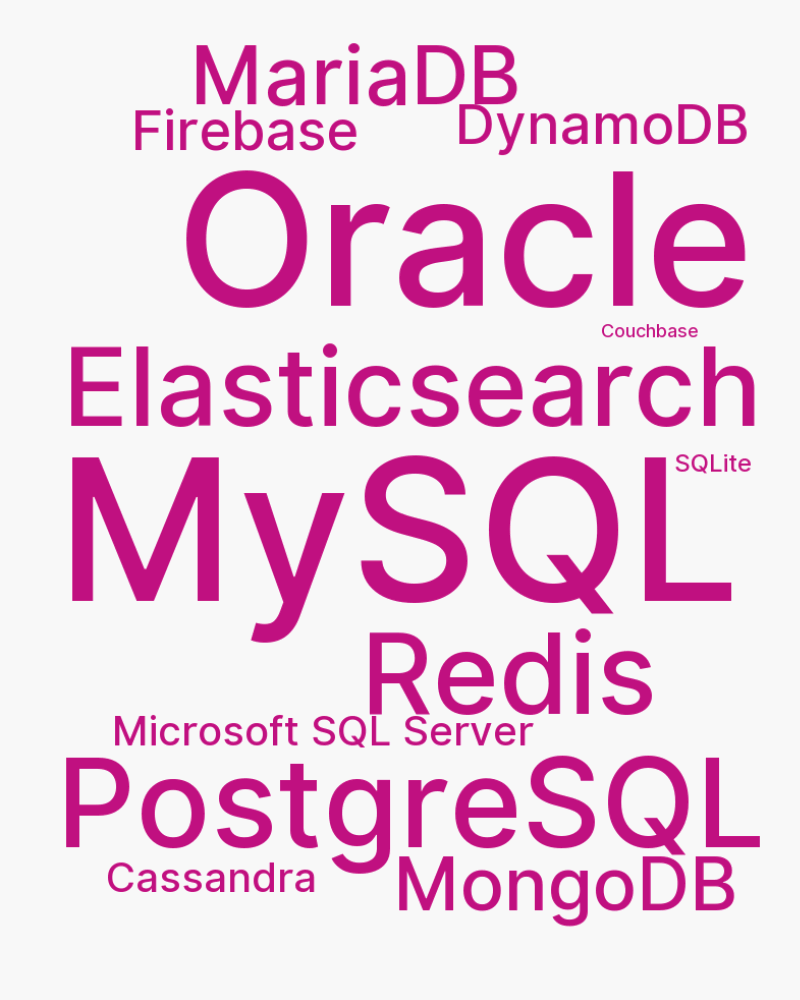 MariaDB
Firebase
DynamoDB
Oracle
Couchbase
Elasticsearch
MySQL
SQLite
Redis
Microsoft SQL Server
PostgreSQL
Cassandra
MongoDB